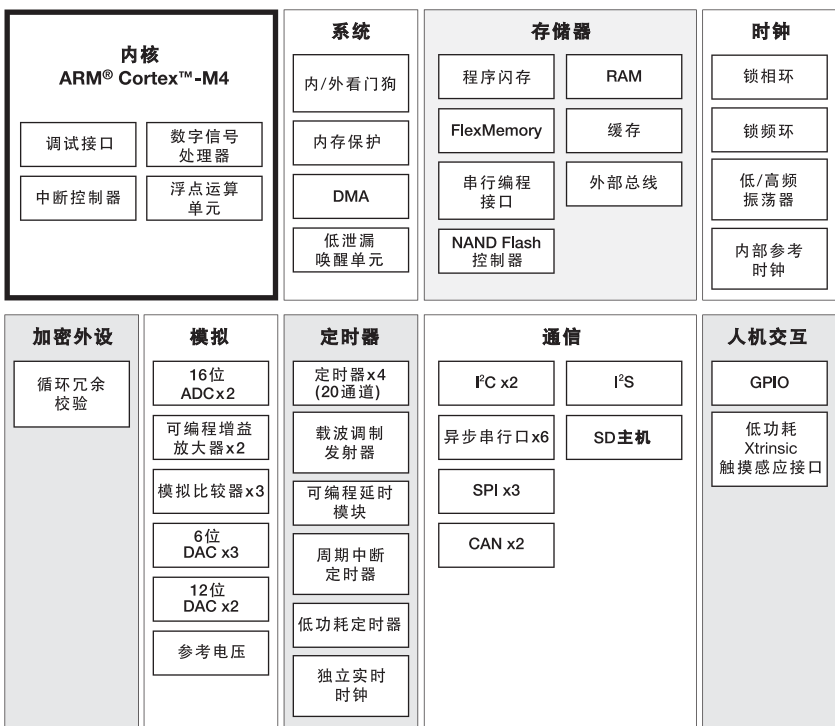 内核
ARM® Cortex™-M4
调试接口
数字信号
处理器
中断控制器
浮点运算
单元
系统
内/外看门狗
内存保护
DMA
低泄漏
唤醒单元
存储器
程序闪存
RAM
FlexMemory
缓存
串行编程
接口
外部总线
NAND Flash
控制器
时钟
锁相环
锁频环
低/高频
振荡器
内部参考
时钟
加密外设
循环冗余
校验
模拟
16位
ADCx2
可编程增益
放大器x2
模拟比较器x3
6位
DAC x3
12位
DAC x2
参考电压
定时器
定时器x4
(20通道)
载波调制
发射器
可编程延时
模块
周期中断
定时器
低功耗定时器
独立实时
时钟
通信
I²C x2
I²S
异步串行口x6
SD主机
SPI x3
CAN x2
人机交互
GPIO
低功耗
Xtrinsic
触摸感应接口